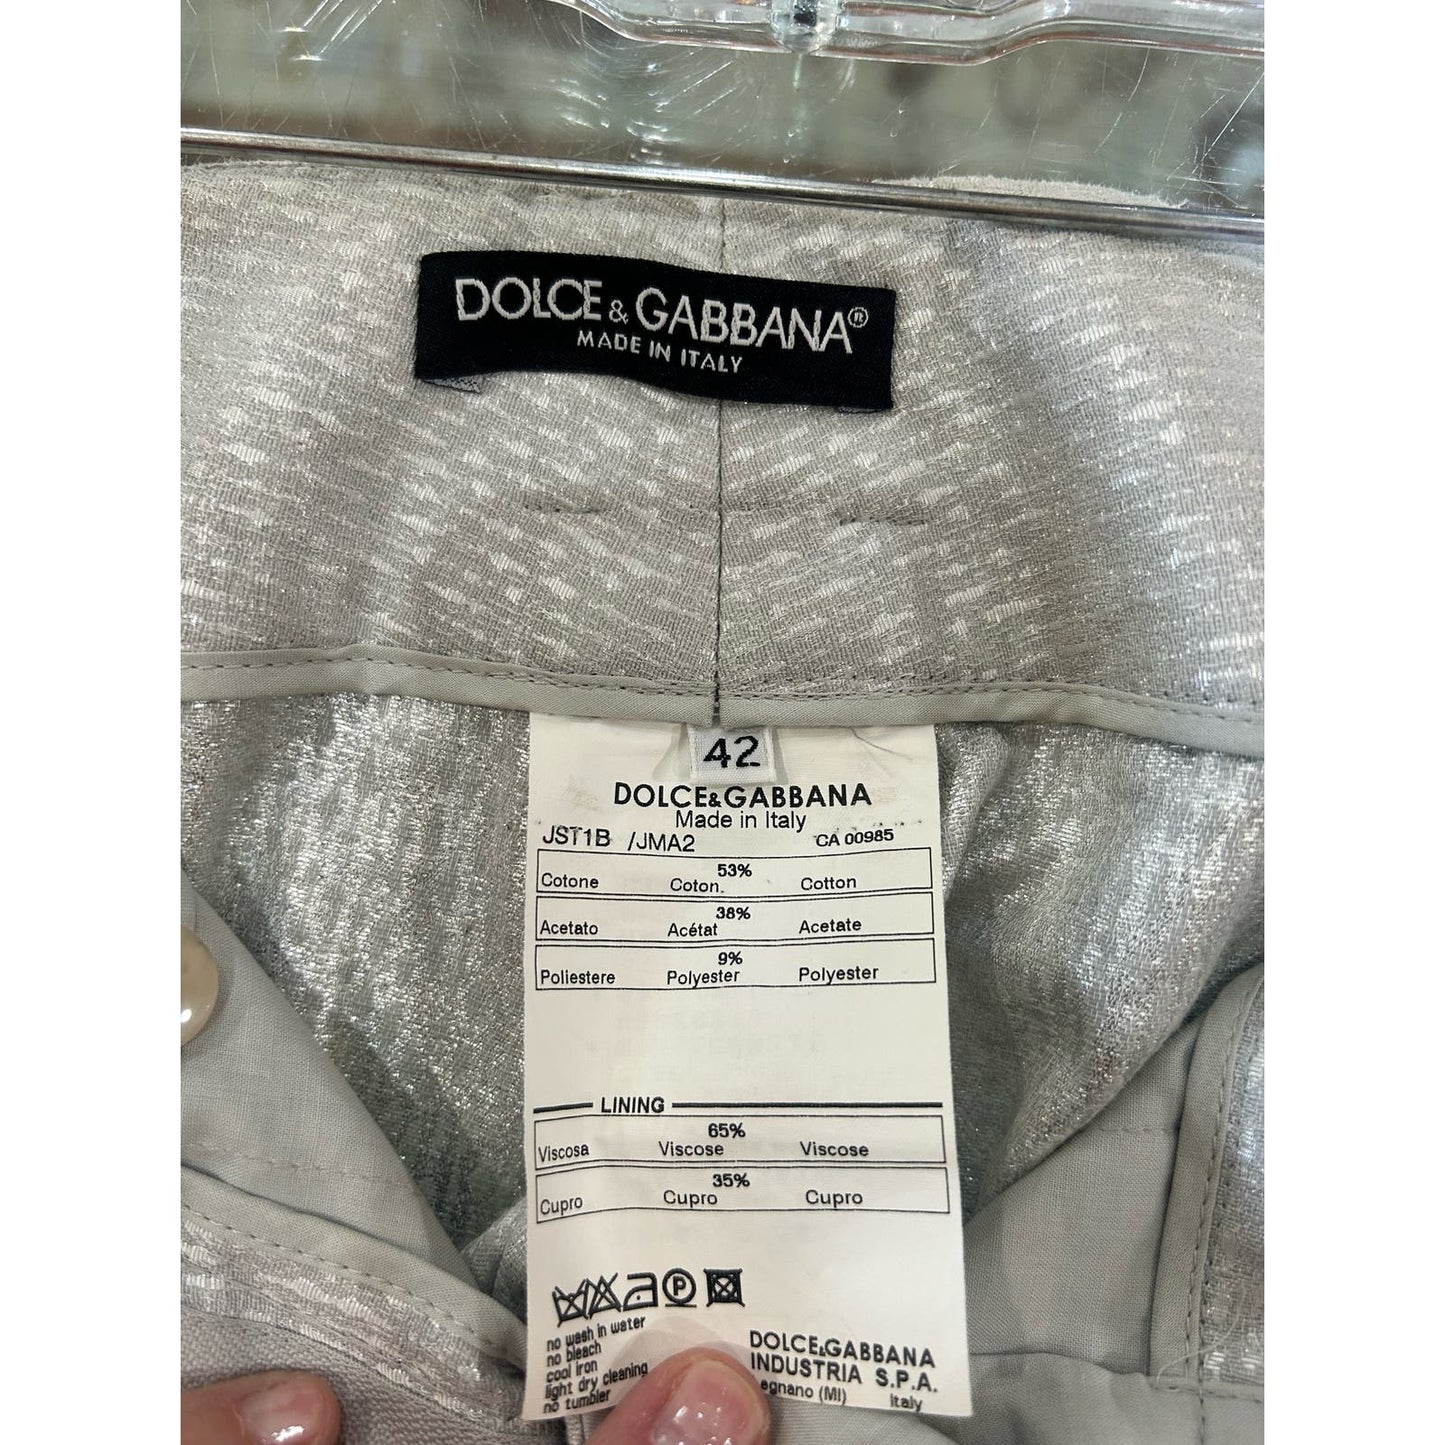 DOLCE & GABBANA®
MADE IN ITALY
42
DOLCE&GABBANA
Made in Italy
JST1B /JMA2 CA 00985
53%
Cotone Coton. Cotton
38%
Acetato Acétat Acetate
9%
Poliestere Polyester Polyester
LINING
65%
Viscosa Viscose Viscose
35%
Cupro Cupro Cupro
P
no wash in water
no bleach
cool iron
light dry cleaning
no tumbler
DOLCE&GABBANA
INDUSTRIA S.P.A.
egnano (MI) Italy